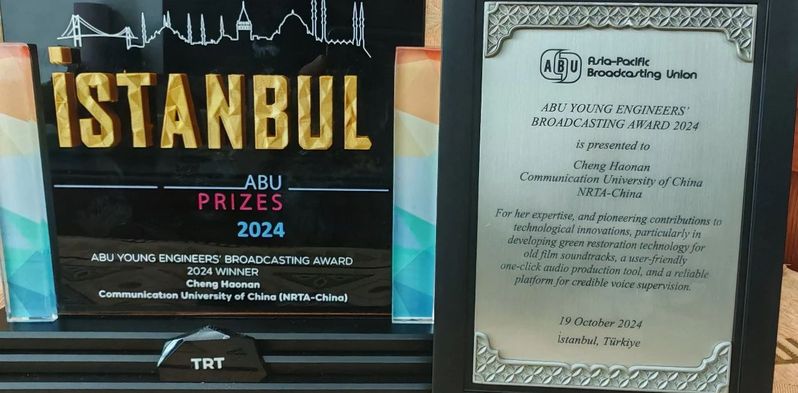 İSTANBUL
ABU
PRIZES
2024
ABU YOUNG ENGINEERS' BROADCASTING AWARD
2024 WINNER
Cheng Haonan
Communication University of China (NRTA-China)
TRT
ABU
Asia-Pacific
Broadcasting Union
ABU YOUNG ENGINEERS'
BROADCASTING AWARD 2024
is presented to
Cheng Haonan
Communication University of China
NRTA-China
For her expertise, and pioneering contributions to
technological innovations, particularly in
developing green restoration technology for
old film soundtracks, a user-friendly
one-click audio production tool, and a reliable
platform for credible voice supervision.
19 October 2024
İstanbul, Türkiye